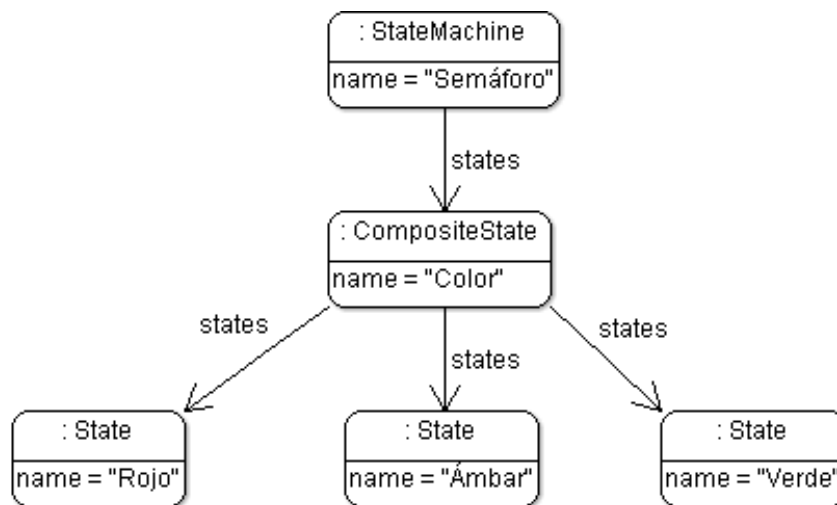 : StateMachine
name = "Semáforo"
states
: CompositeState
name = "Color"
states
states
states
: State
name = "Rojo"
: State
name = "Ámbar"
: State
name = "Verde"